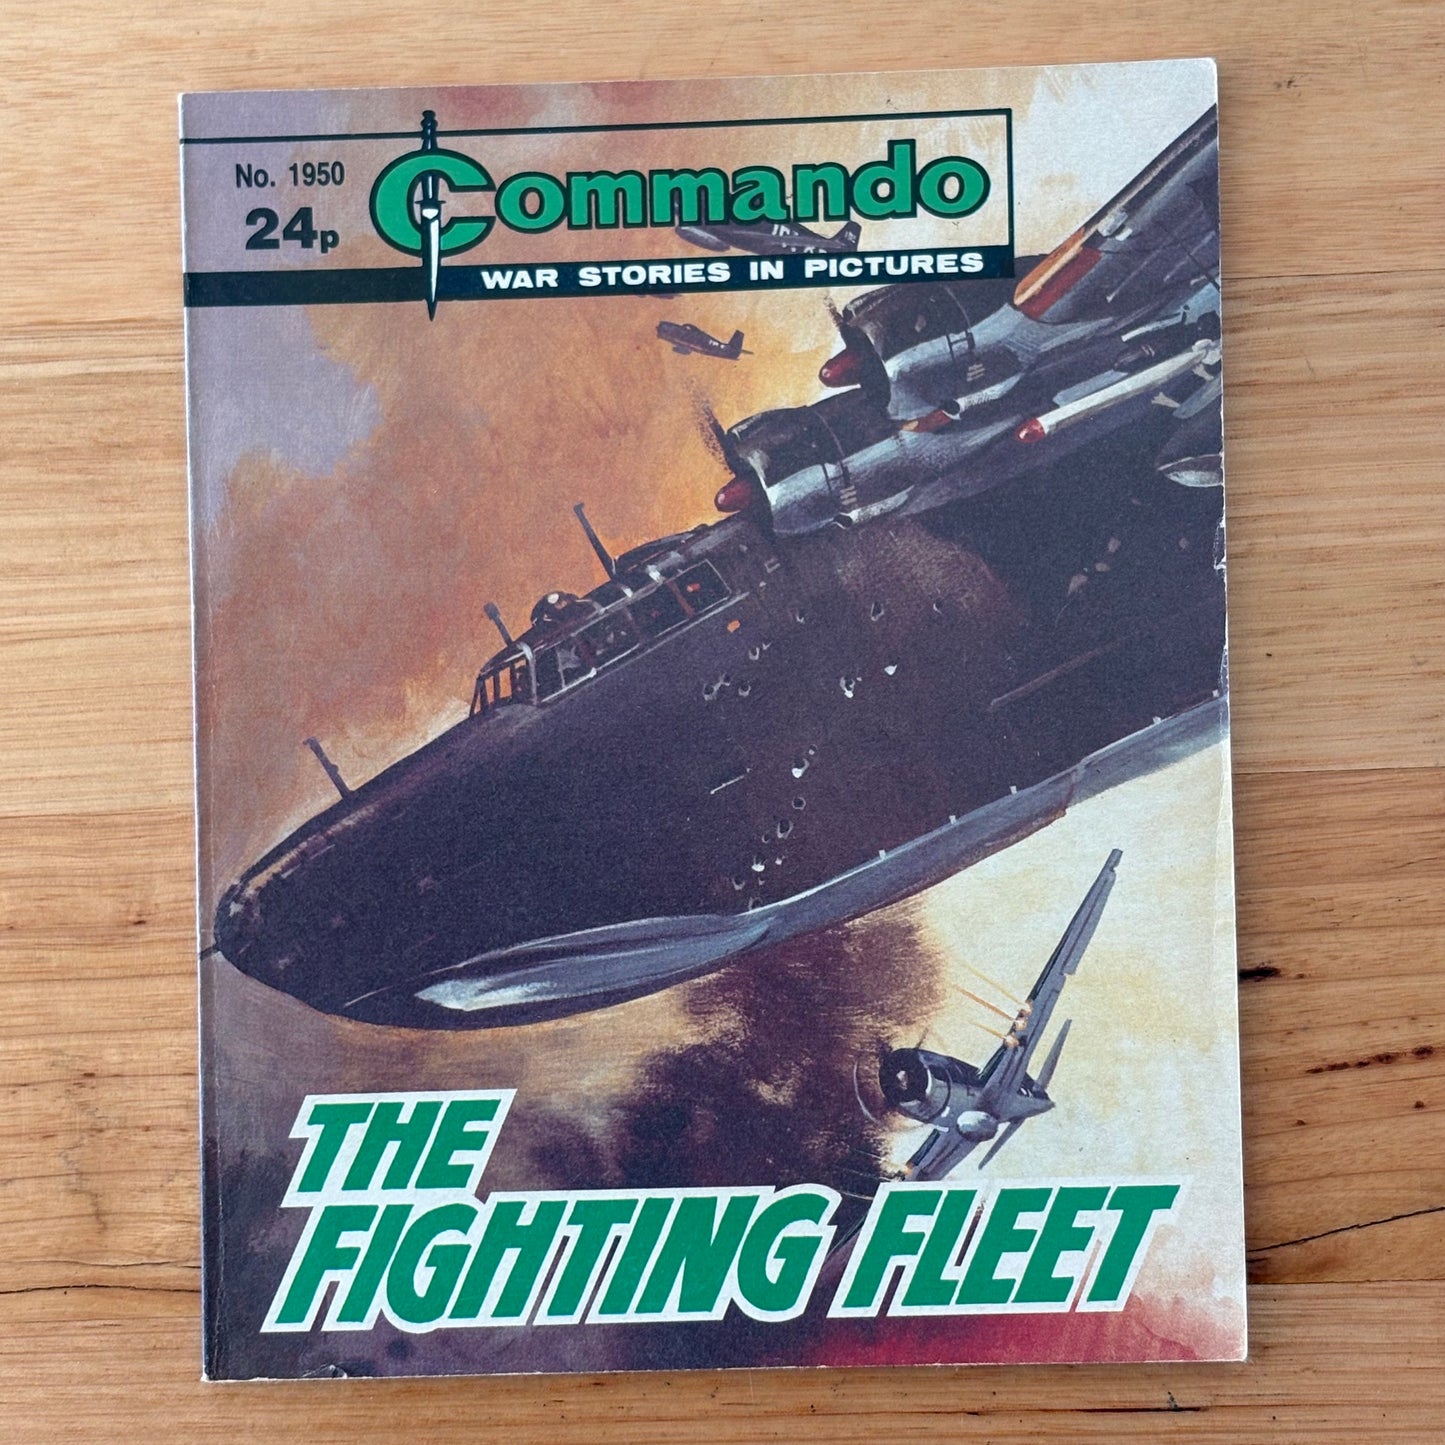 No. 1950
24p
Commando
WAR STORIES IN PICTURES
THE
FIGHTING FLEET